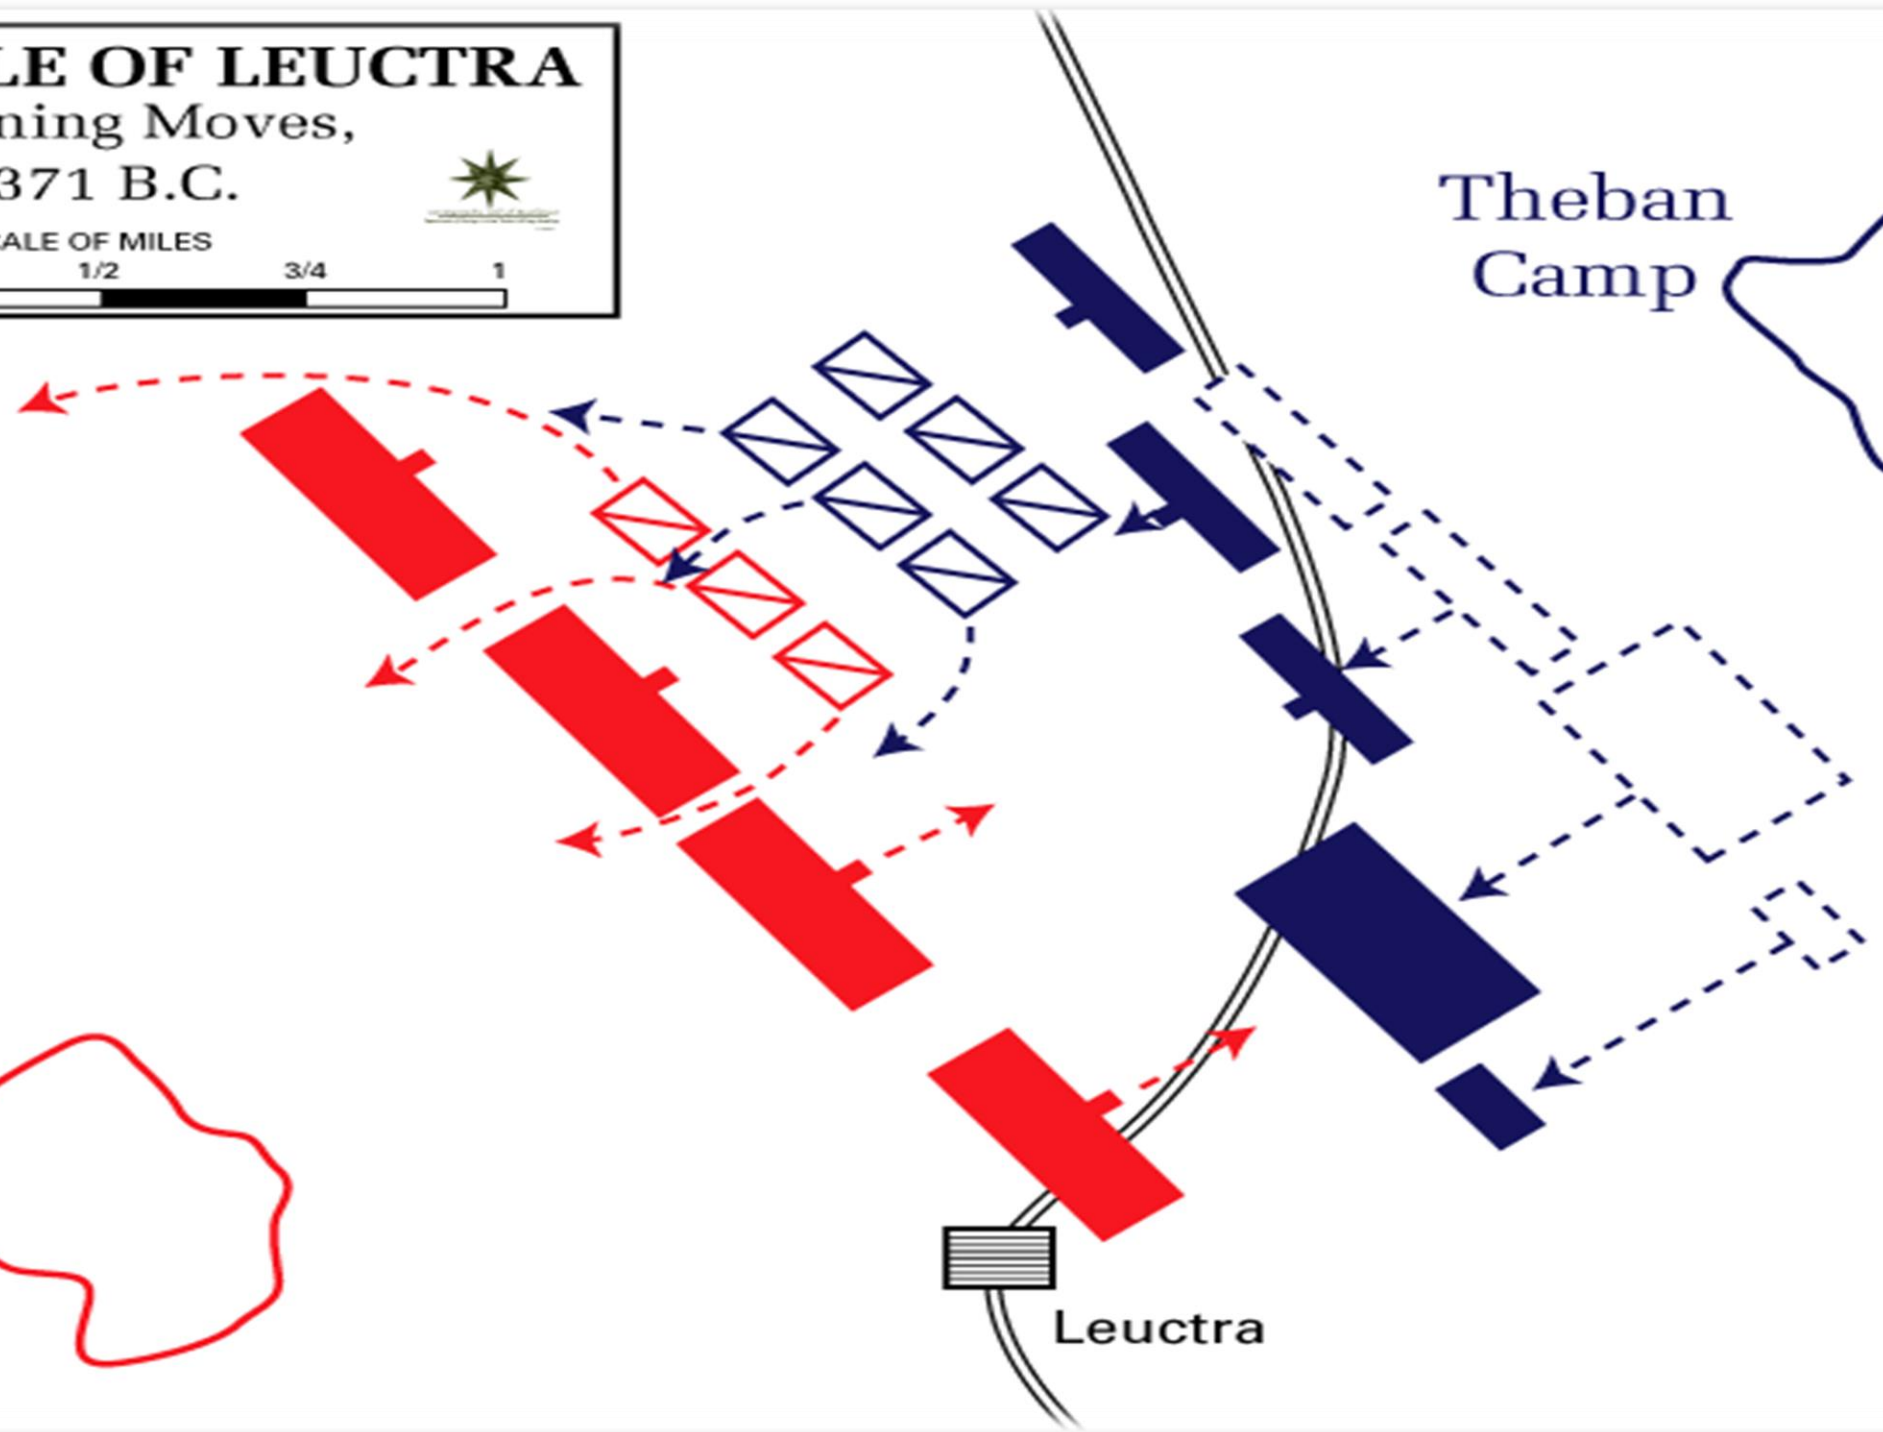 LE OF LEUCTRA
ning Moves,
371 B.C.
ALE OF MILES
1/2 3/4 1
Theban
Camp
Leuctra